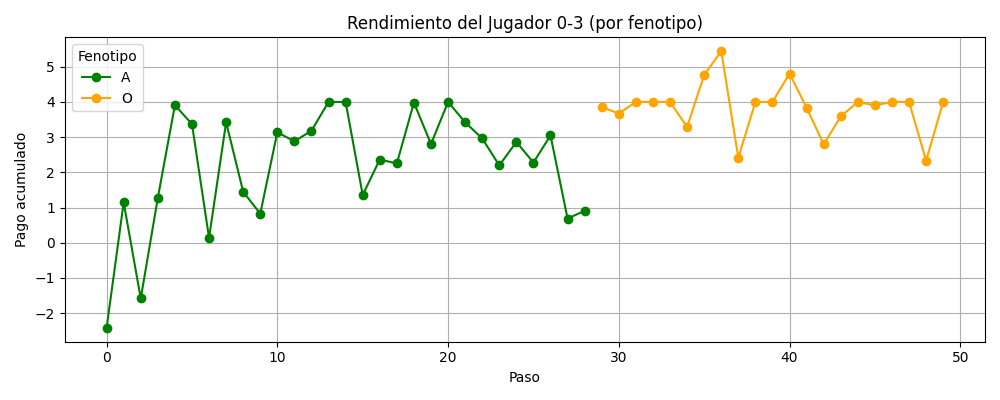 Rendimiento del Jugador 0-3 (por fenotipo)
Fenotipo
A
O
Pago acumulado
5
4
3
2
1
0
−1
−2
0
10
20
30
40
50
Paso